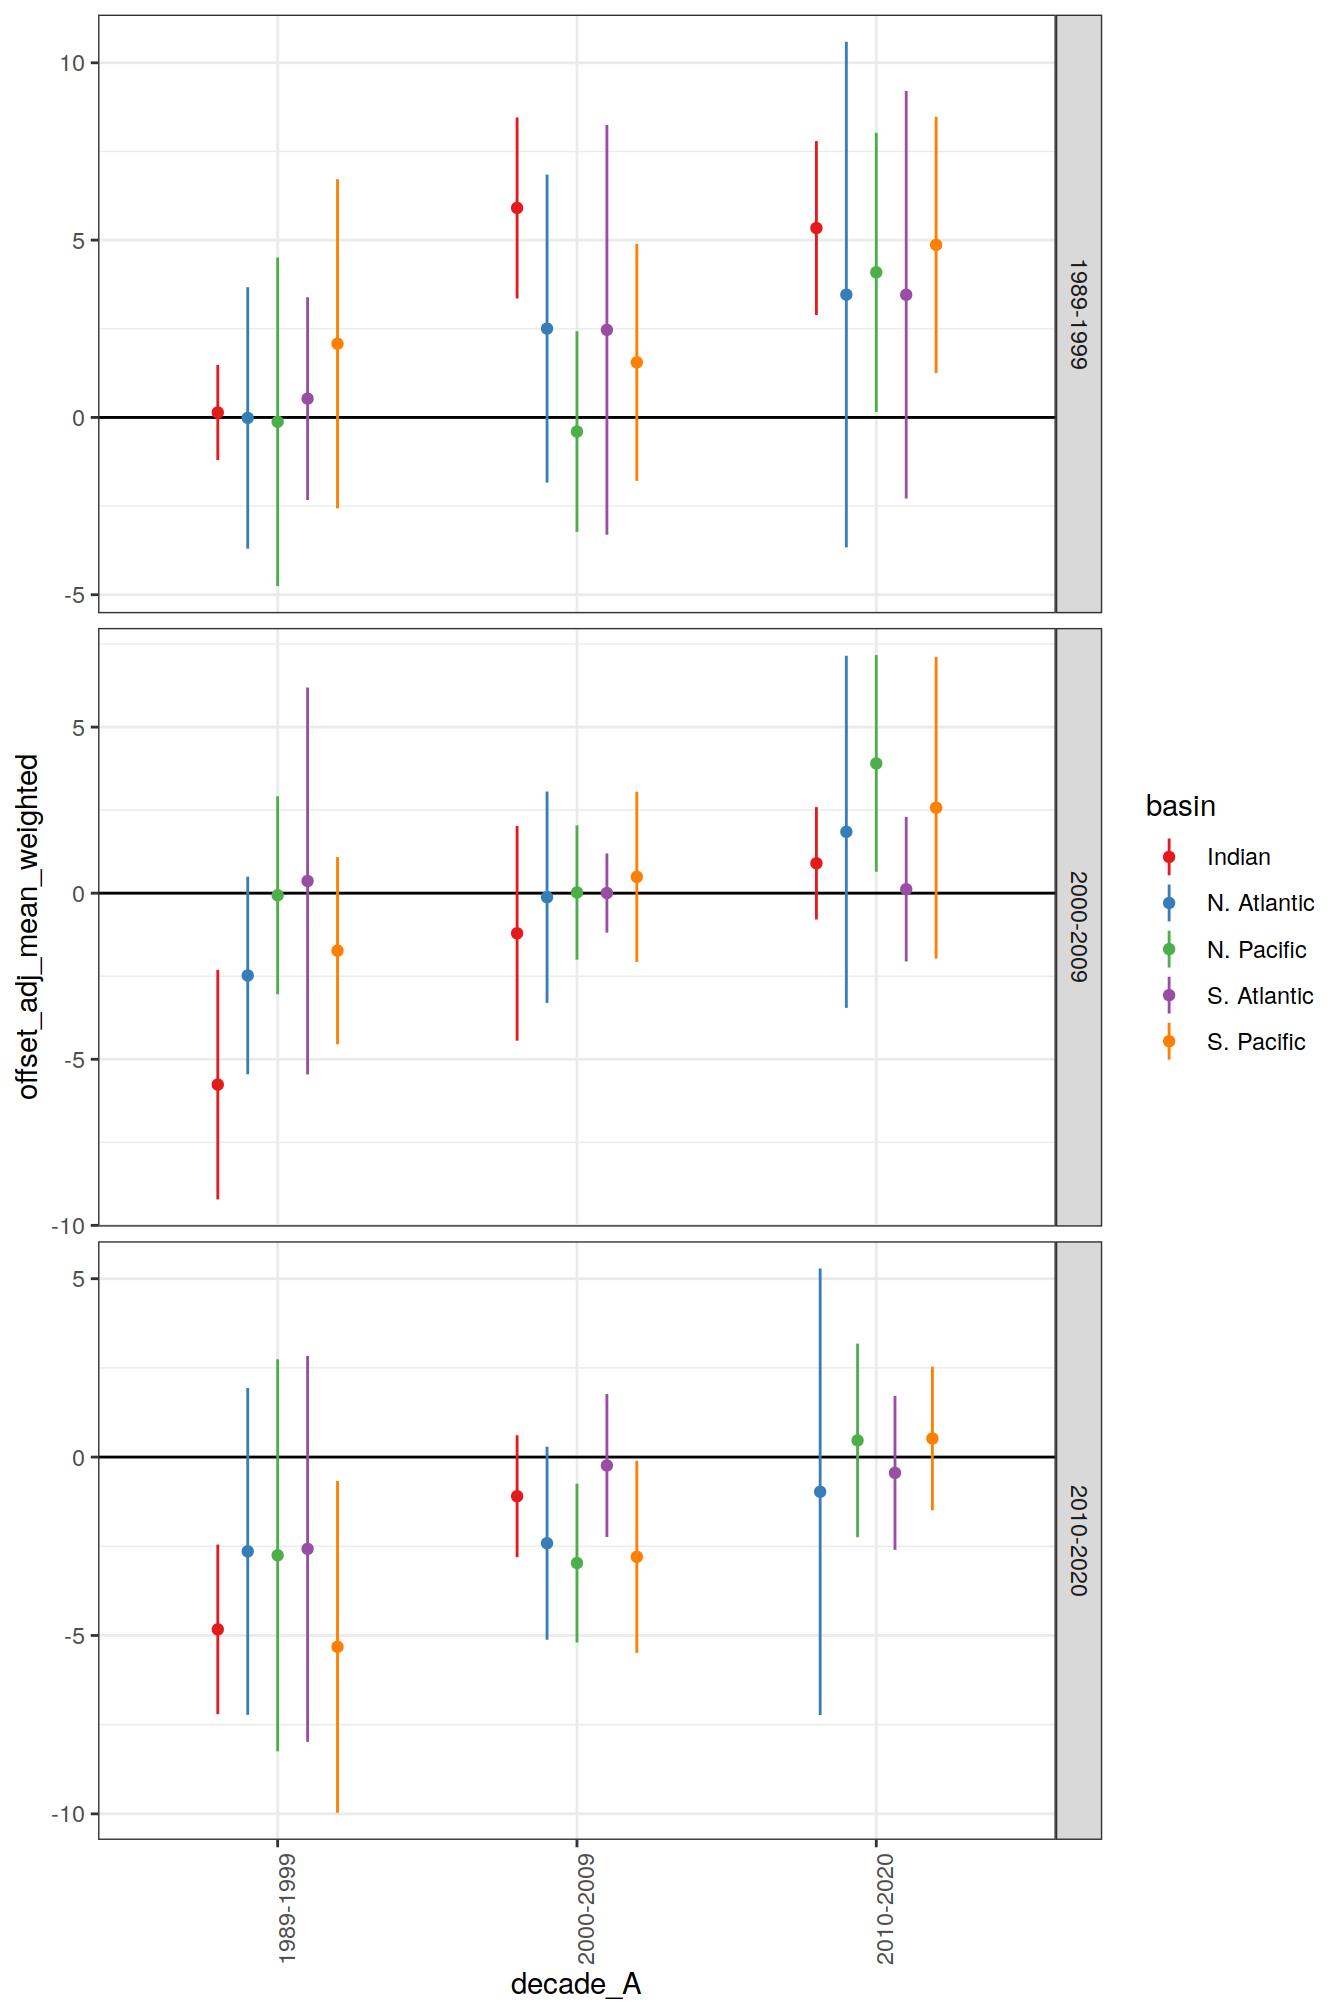 10
5
0
-5
1989-1999
5
0
-5
-10
2000-2009
5
0
-5
-10
2010-2020
offset_adj_mean_weighted
1989-1999
2000-2009
2010-2020
decade_A
basin
Indian
N. Atlantic
N. Pacific
S. Atlantic
S. Pacific